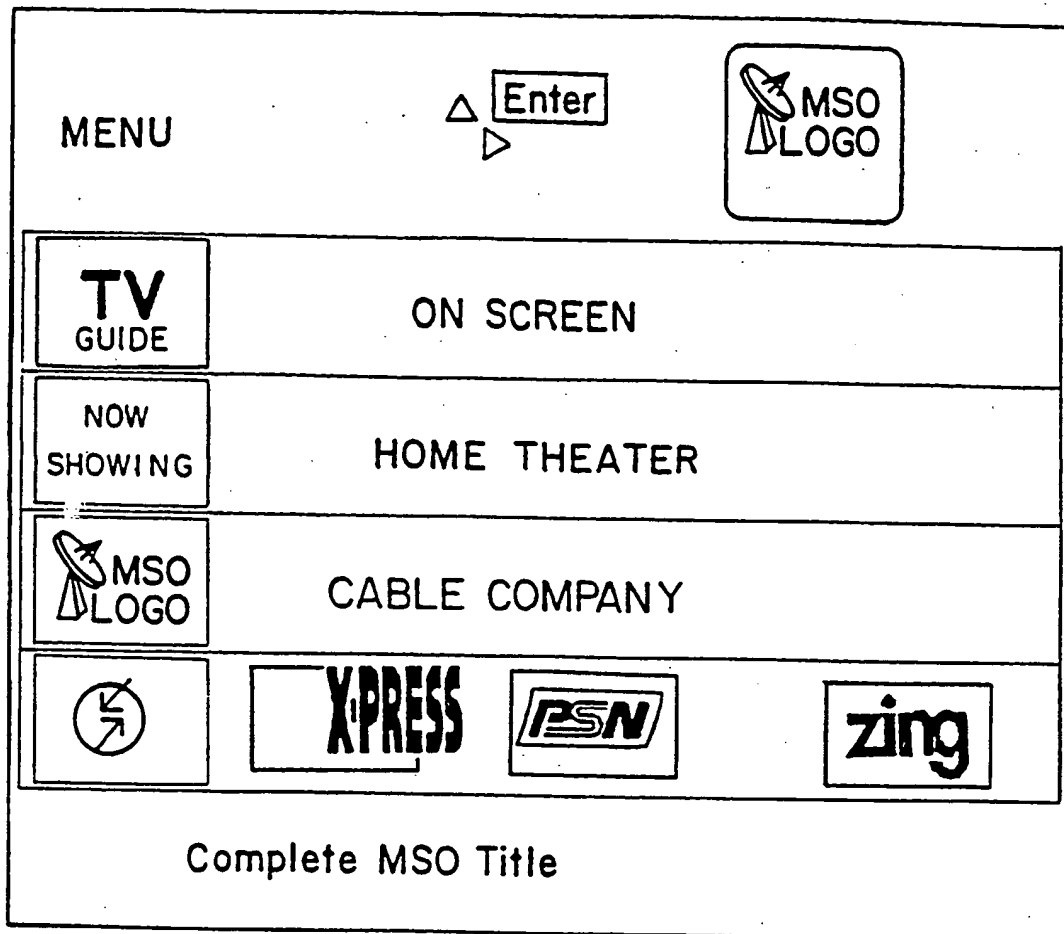 MENU
Enter
MSO
LOGO
TV
GUIDE
ON SCREEN
NOW
SHOWING
HOME THEATER
MSO
LOGO
CABLE COMPANY
X·PRESS
PSN
zing
Complete MSO Title